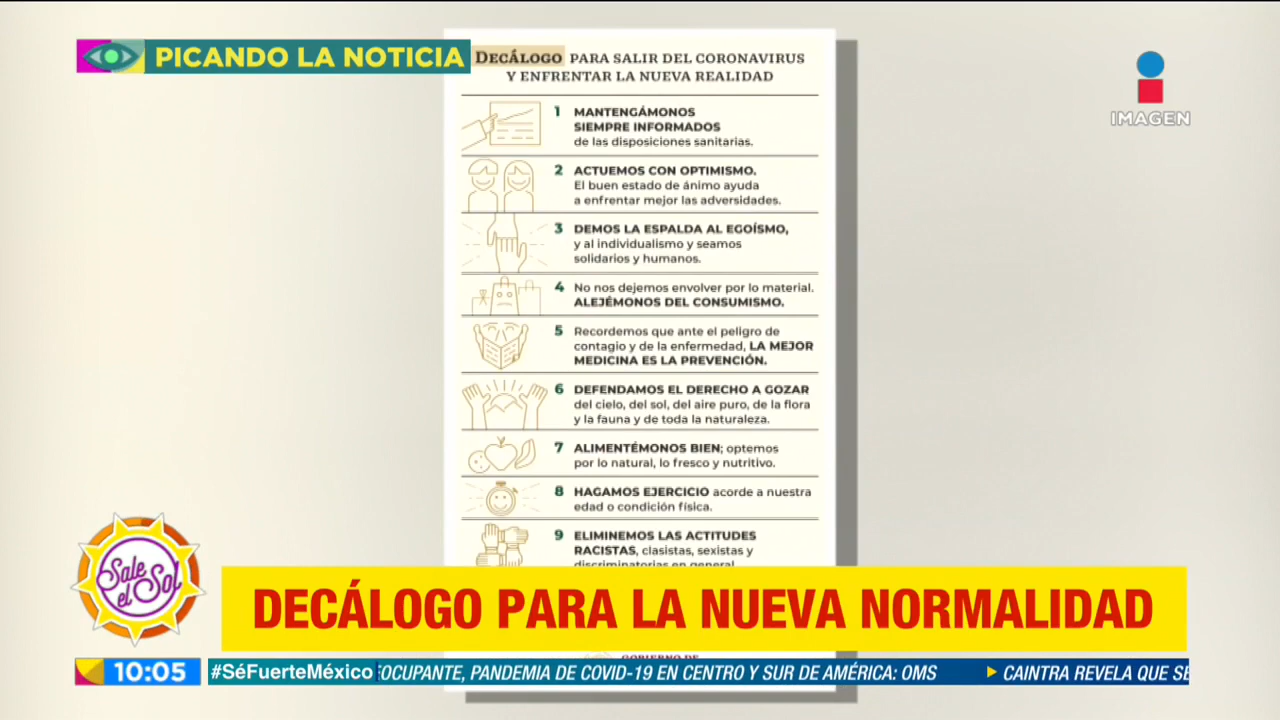 PICANDO LA NOTICIA
IMAGEN
DECÁLOGO PARA SALIR DEL CORONAVIRUS
Y ENFRENTAR LA NUEVA REALIDAD
1 MANTENGÁMONOS
SIEMPRE INFORMADOS
de las disposiciones sanitarias.
2 ACTUEMOS CON OPTIMISMO.
El buen estado de ánimo ayuda
a enfrentar mejor las adversidades.
3 DEMOS LA ESPALDA AL EGOÍSMO,
y al individualismo y seamos
solidarios y humanos.
4 No nos dejemos envolver por lo material.
ALEJÉMONOS DEL CONSUMISMO.
5 Recordemos que ante el peligro de
contagio y de la enfermedad, LA MEJOR
MEDICINA ES LA PREVENCIÓN.
6 DEFENDAMOS EL DERECHO A GOZAR
del cielo, del sol, del aire puro, de la flora
y la fauna y de toda la naturaleza.
7 ALIMENTÉMONOS BIEN; optemos
por lo natural, lo fresco y nutritivo.
8 HAGAMOS EJERCICIO acorde a nuestra
edad o condición física.
9 ELIMINEMOS LAS ACTITUDES
RACISTAS, clasistas, sexistas y
discriminatorias en general
Sale
el Sol
DECÁLOGO PARA LA NUEVA NORMALIDAD
GOBIERNO DE
10:05 #SéFuerteMéxico EOCUPANTE, PANDEMIA DE COVID-19 EN CENTRO Y SUR DE AMÉRICA: OMS CAINTRA REVELA QUE SE